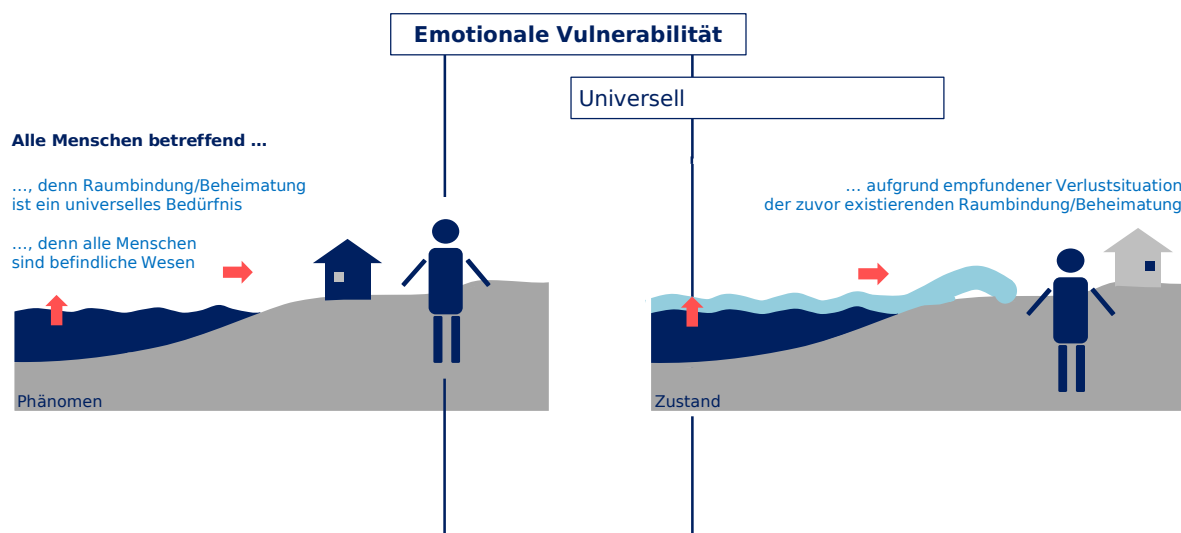 Emotionale Vulnerabilität
Universell
Alle Menschen betreffend …
…, denn Raumbindung/Beheimatung
ist ein universelles Bedürfnis
…, denn alle Menschen
sind befindliche Wesen
… aufgrund empfundener Verlustsituation
der zuvor existierenden Raumbindung/Beheimatung
Phänomen
Zustand